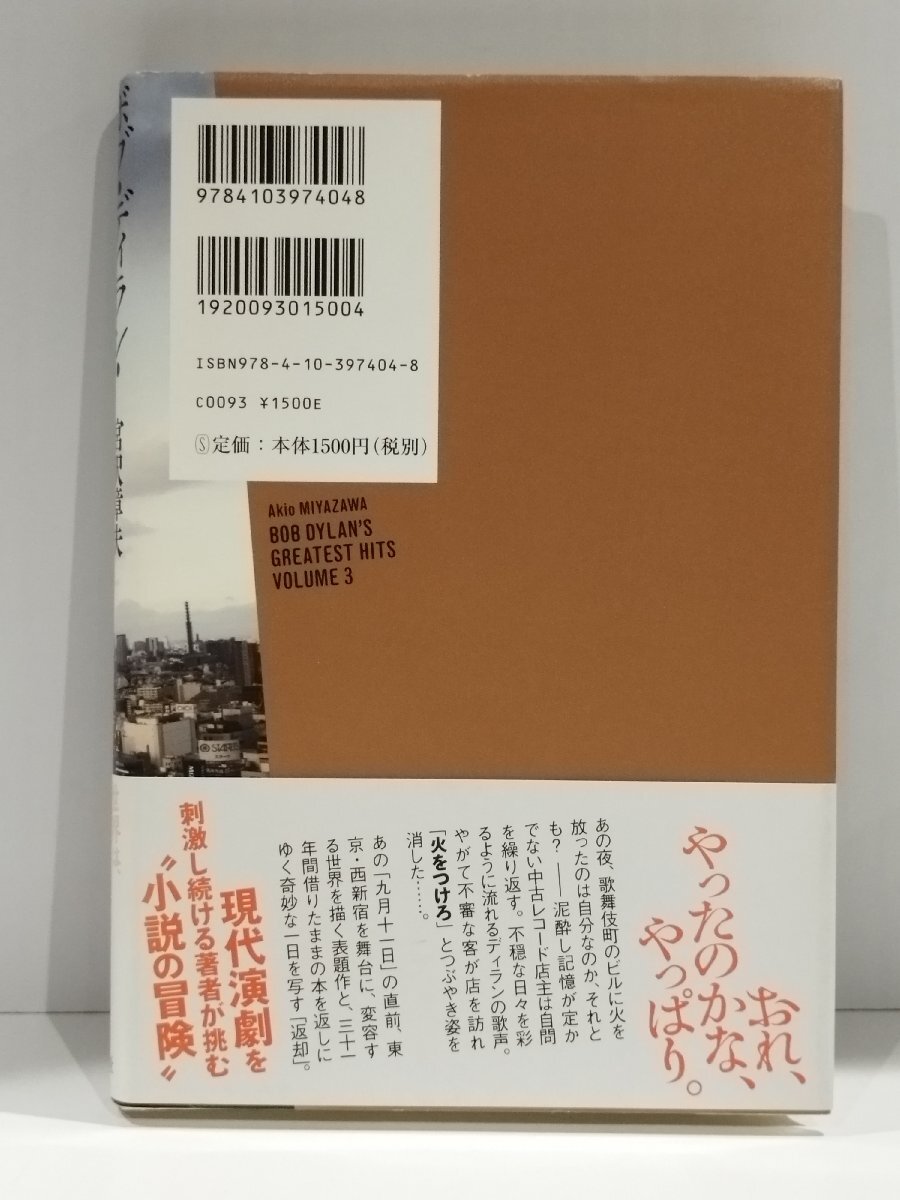 9784103974048
1920093015004
ISBN978-4-10-397404-8
C0093 ¥1500E
Ⓢ定価：本体1500円（税別）
Akio MIYAZAWA
BOB DYLAN'S
GREATEST HITS
VOLUME 3
ボブ・ディラン・
宮沢章夫
STARTS
おれ、
やったのかな、
やっぱり。
あの夜、歌舞伎町のビルに火を
放ったのは自分なのか、それと
も？――泥酔し記憶が定か
でない中古レコード店主は自問
を繰り返す。不穏な日々を彩
るように流れるディランの歌声。
やがて不審な客が店を訪れ
「火をつけろ」とつぶやき姿を
消した……。
あの「九月十一日」の直前、東
京・西新宿を舞台に、変容す
る世界を描く表題作と、三十一
年間借りたままの本を返しに
ゆく奇妙な一日を写す「返却」。
現代演劇を
刺激し続ける著者が挑む
“小説の冒険”